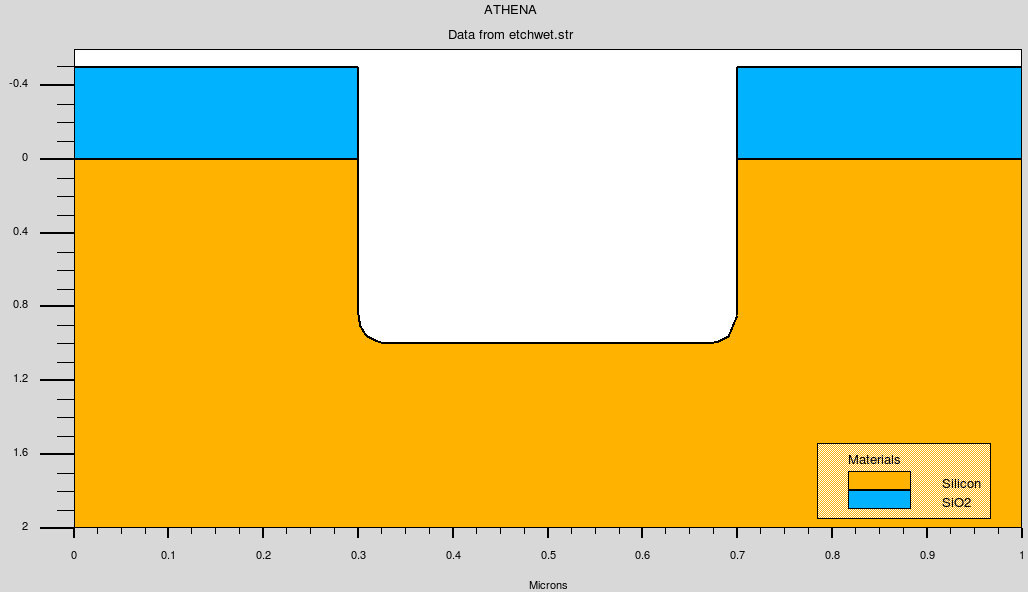 ATHENA
Data from etchwet.str
-0.4
0
0.4
0.8
1.2
1.6
2
Materials
Silicon
SiO2
0 0.1 0.2 0.3 0.4 0.5 0.6 0.7 0.8 0.9 1
Microns